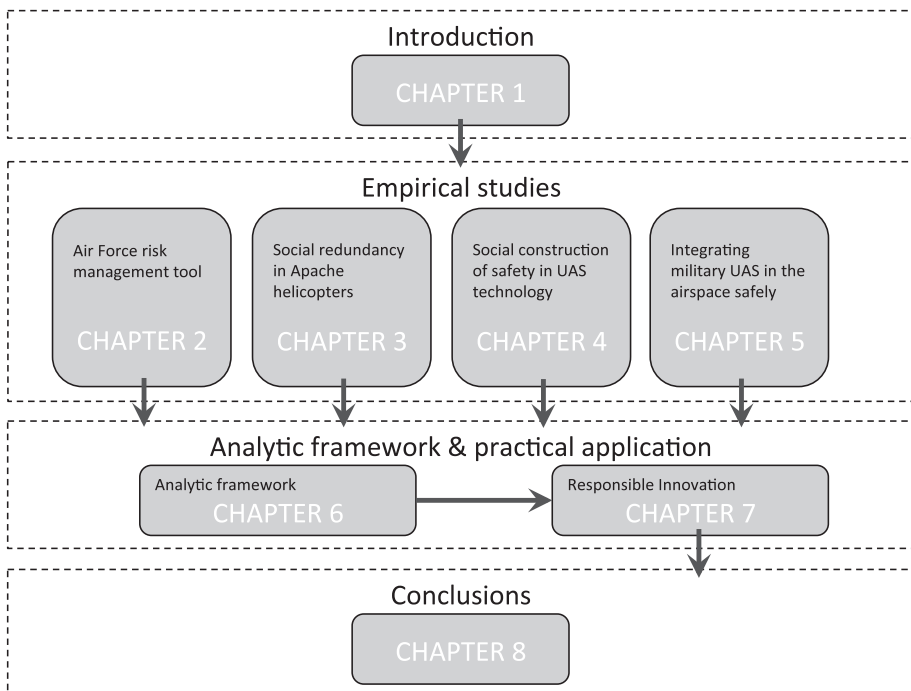 Introduction
CHAPTER 1
Empirical studies
Air Force risk
management tool
CHAPTER 2
Social redundancy
in Apache
helicopters
CHAPTER 3
Social construction
of safety in UAS
technology
CHAPTER 4
Integrating
military UAS in the
airspace safely
CHAPTER 5
Analytic framework & practical application
Analytic framework
CHAPTER 6
Responsible Innovation
CHAPTER 7
Conclusions
CHAPTER 8